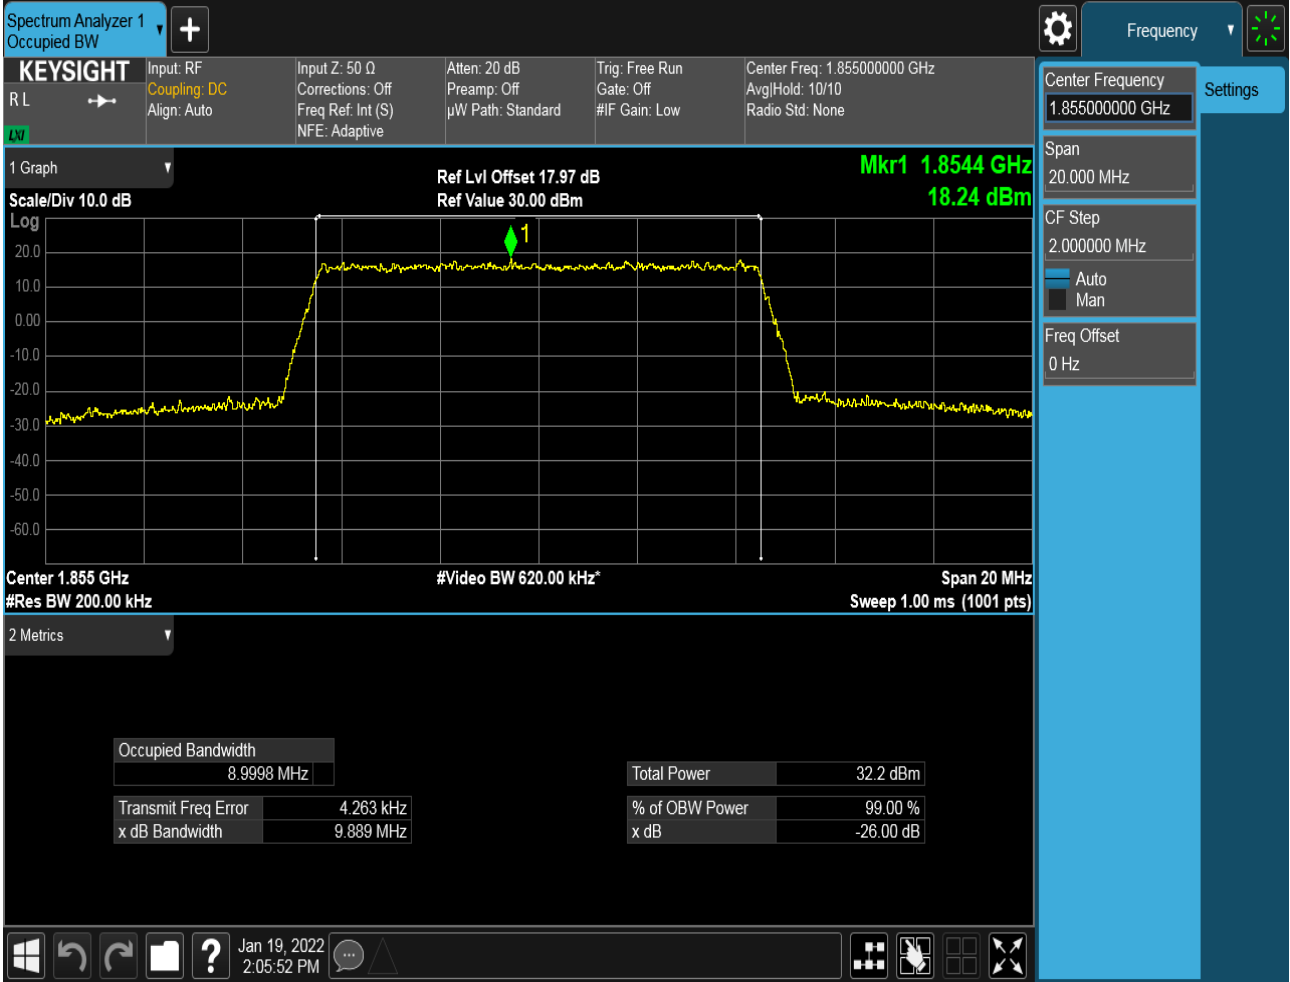 Spectrum Analyzer 1
Occupied BW
Frequency
KEYSIGHT
R L
LXI
Input: RF
Coupling: DC
Align: Auto
Input Z: 50 Ω
Corrections: Off
Freq Ref: Int (S)
NFE: Adaptive
Atten: 20 dB
Preamp: Off
µW Path: Standard
Trig: Free Run
Gate: Off
#IF Gain: Low
Center Freq: 1.855000000 GHz
Avg|Hold: 10/10
Radio Std: None
Center Frequency
1.855000000 GHz
Settings
Span
20.000 MHz
CF Step
2.000000 MHz
Auto
Man
Freq Offset
0 Hz
1 Graph
Ref Lvl Offset 17.97 dB
Mkr1 1.8544 GHz
Scale/Div 10.0 dB
Ref Value 30.00 dBm
18.24 dBm
Log
1
20.0
10.0
0.00
-10.0
-20.0
-30.0
-40.0
-50.0
-60.0
Center 1.855 GHz
#Video BW 620.00 kHz*
Span 20 MHz
#Res BW 200.00 kHz
Sweep 1.00 ms (1001 pts)
2 Metrics
Occupied Bandwidth
8.9998 MHz
Total Power 32.2 dBm
Transmit Freq Error 4.263 kHz
% of OBW Power 99.00 %
x dB Bandwidth 9.889 MHz
x dB -26.00 dB
?
Jan 19, 2022
2:05:52 PM